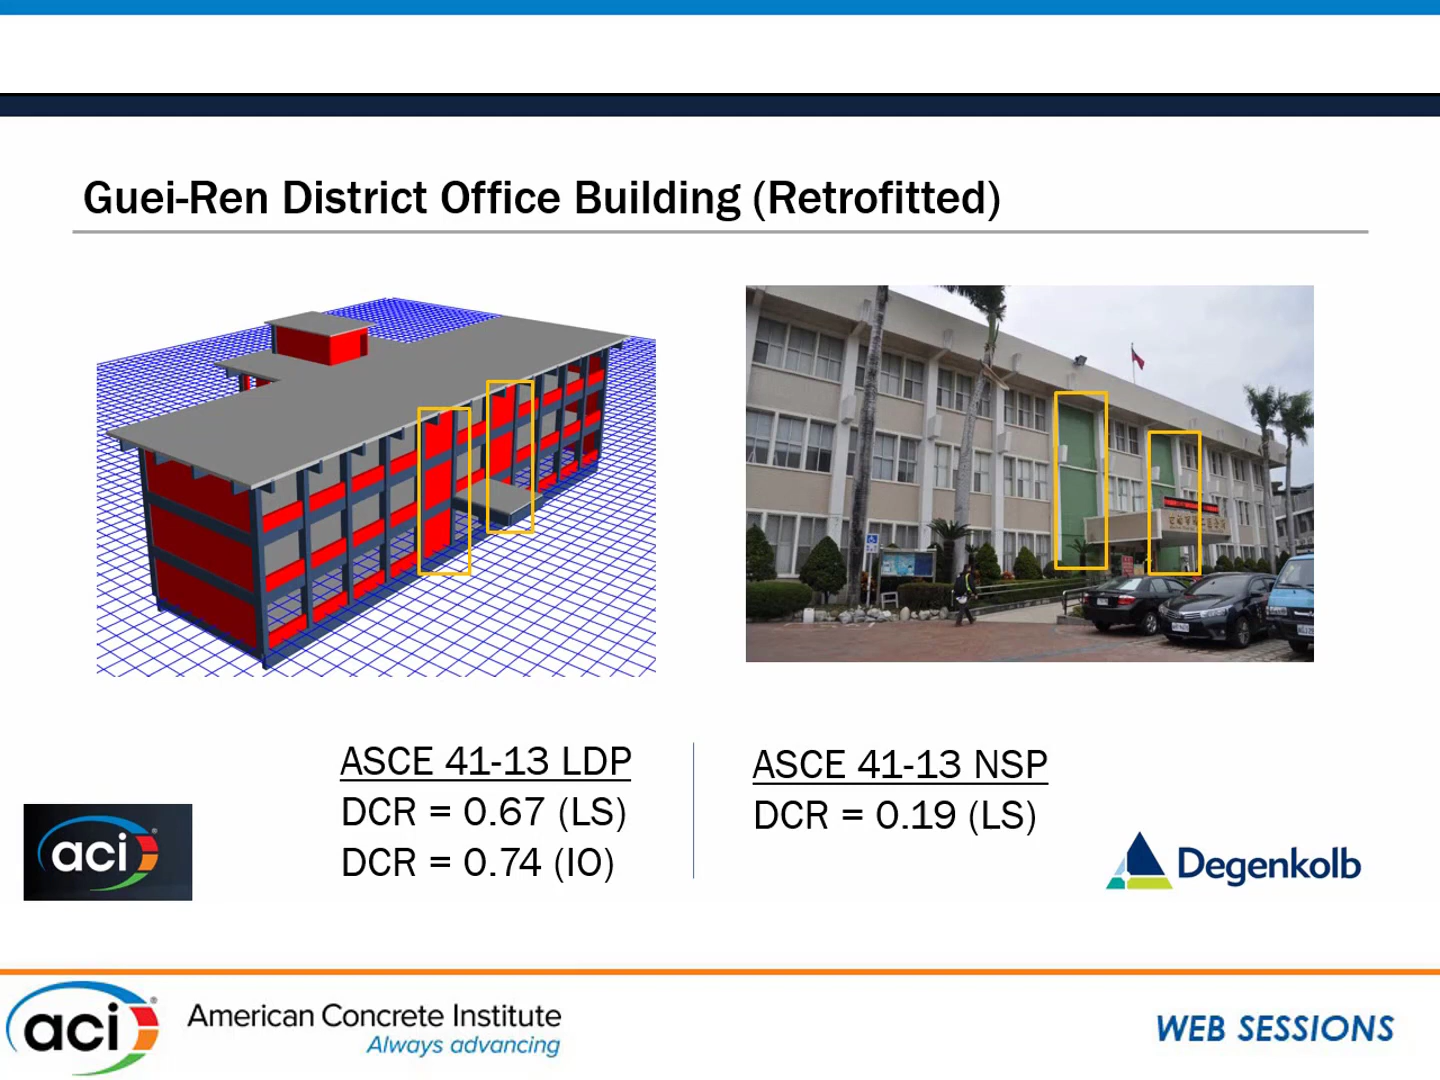 Guei-Ren District Office Building (Retrofitted)
ASCE 41-13 LDP
DCR = 0.67 (LS)
DCR = 0.74 (IO)
ASCE 41-13 NSP
DCR = 0.19 (LS)
aci
Degenkolb
aci
American Concrete Institute
Always advancing
WEB SESSIONS